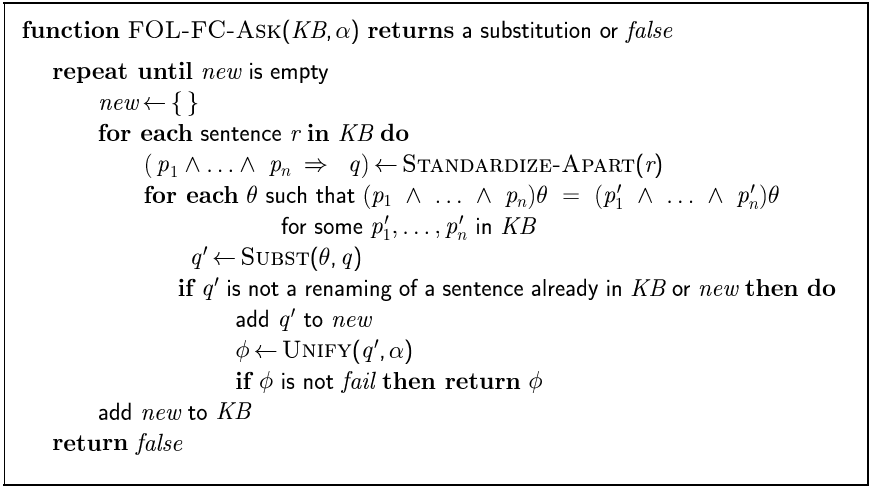 function FOL-FC-Ask(KB, α) returns a substitution or false
repeat until new is empty
new ← { }
for each sentence r in KB do
( p₁ ∧ … ∧ pₙ ⇒ q) ← Standardize-Apart(r)
for each θ such that (p₁ ∧ … ∧ pₙ)θ = (p′₁ ∧ … ∧ p′ₙ)θ
for some p′₁, … , p′ₙ in KB
q′ ← Subst(θ, q)
if q′ is not a renaming of a sentence already in KB or new then do
add q′ to new
ϕ ← Unify(q′, α)
if ϕ is not fail then return ϕ
add new to KB
return false